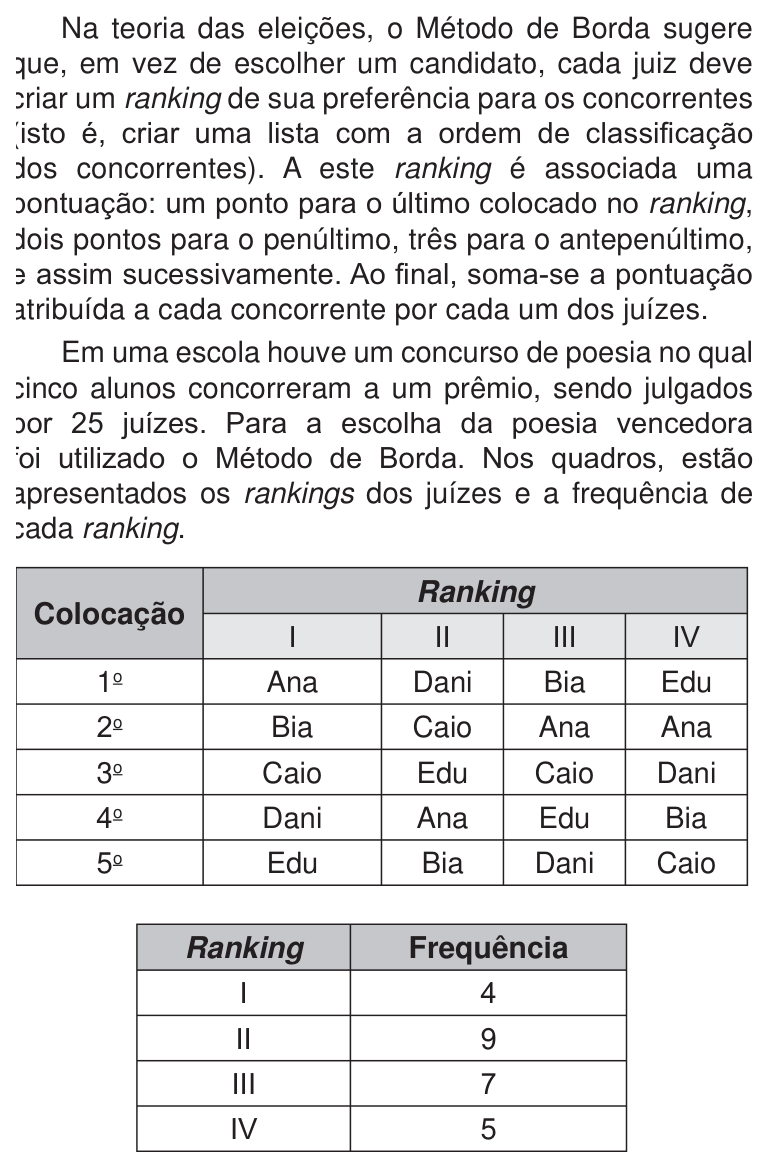 Na teoria das eleições, o Método de Borda sugere
que, em vez de escolher um candidato, cada juiz deve
criar um ranking de sua preferência para os concorrentes
(isto é, criar uma lista com a ordem de classificação
dos concorrentes). A este ranking é associada uma
pontuação: um ponto para o último colocado no ranking,
dois pontos para o penúltimo, três para o antepenúltimo,
e assim sucessivamente. Ao final, soma-se a pontuação
atribuída a cada concorrente por cada um dos juízes.
Em uma escola houve um concurso de poesia no qual
cinco alunos concorreram a um prêmio, sendo julgados
por 25 juízes. Para a escolha da poesia vencedora
foi utilizado o Método de Borda. Nos quadros, estão
apresentados os rankings dos juízes e a frequência de
cada ranking.
Colocação Ranking
I II III IV
1º Ana Dani Bia Edu
2º Bia Caio Ana Ana
3º Caio Edu Caio Dani
4º Dani Ana Edu Bia
5º Edu Bia Dani Caio
Ranking Frequência
I 4
II 9
III 7
IV 5